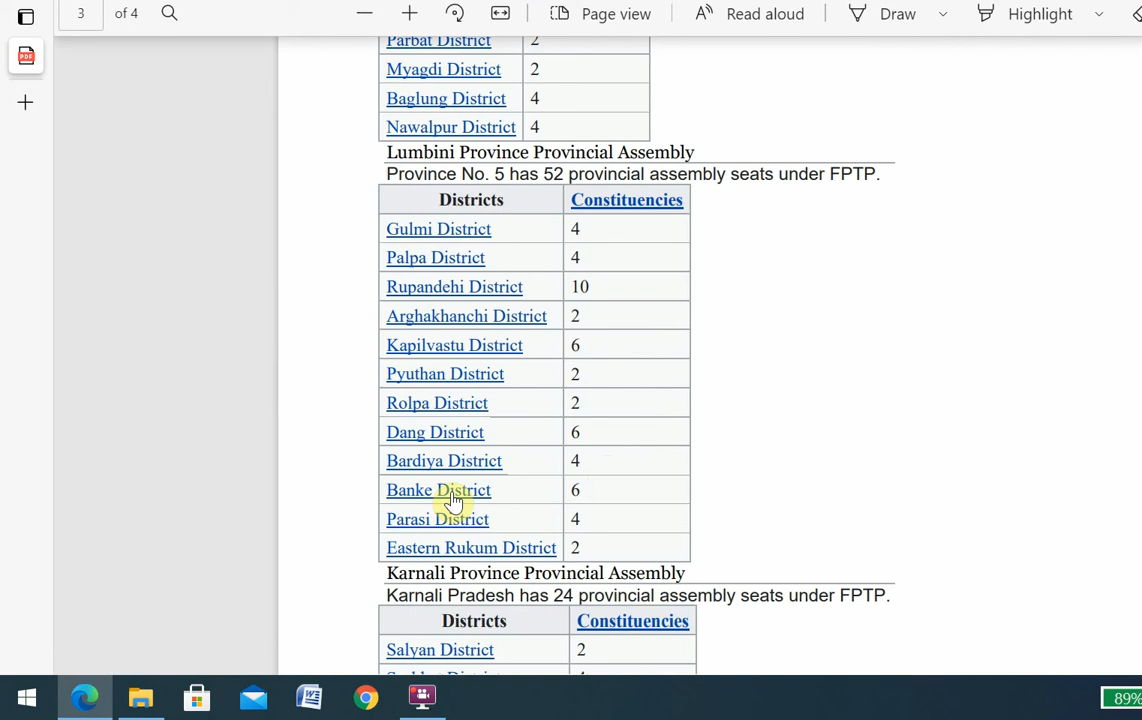 3 of 4 Page view Read aloud Draw Highlight
Parbat District 2
Myagdi District 2
Baglung District 4
Nawalpur District 4
Lumbini Province Provincial Assembly
Province No. 5 has 52 provincial assembly seats under FPTP.
Districts Constituencies
Gulmi District 4
Palpa District 4
Rupandehi District 10
Arghakhanchi District 2
Kapilvastu District 6
Pyuthan District 2
Rolpa District 2
Dang District 6
Bardiya District 4
Banke District 6
Parasi District 4
Eastern Rukum District 2
Karnali Province Provincial Assembly
Karnali Pradesh has 24 provincial assembly seats under FPTP.
Districts Constituencies
Salyan District 2
89%